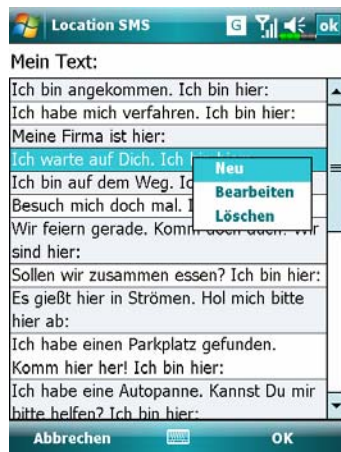 Location SMS G ok
Mein Text:
Ich bin angekommen. Ich bin hier:
Ich habe mich verfahren. Ich bin hier:
Meine Firma ist hier:
Ich warte auf Dich. Ich
Neu
Ich bin auf dem Weg.
Bearbeiten
Besuch mich doch mal.
Löschen
Wir feiern gerade. Komm doch auch! Wir
sind hier:
Sollen wir zusammen essen? Ich bin hier:
Es gießt hier in Strömen. Hol mich bitte
hier ab:
Ich habe einen Parkplatz gefunden.
Komm hier her! Ich bin hier:
Ich habe eine Autopanne. Kannst Du mir
bitte helfen? Ich bin hier:
Abbrechen OK